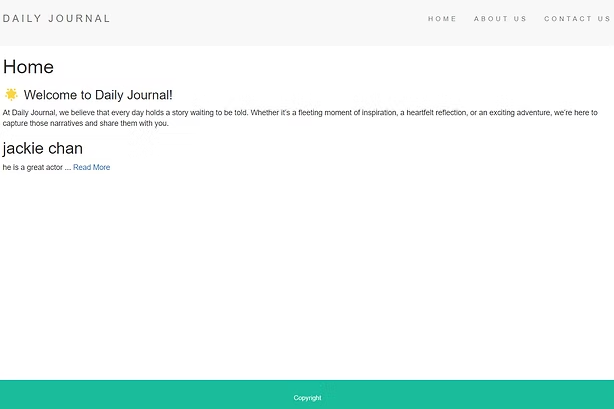 DAILY JOURNAL
HOME ABOUT US CONTACT US
Home
🌟 Welcome to Daily Journal!
At Daily Journal, we believe that every day holds a story waiting to be told. Whether it's a fleeting moment of inspiration, a heartfelt reflection, or an exciting adventure, we're here to
capture those narratives and share them with you.
jackie chan
he is a great actor ... Read More
Copyright